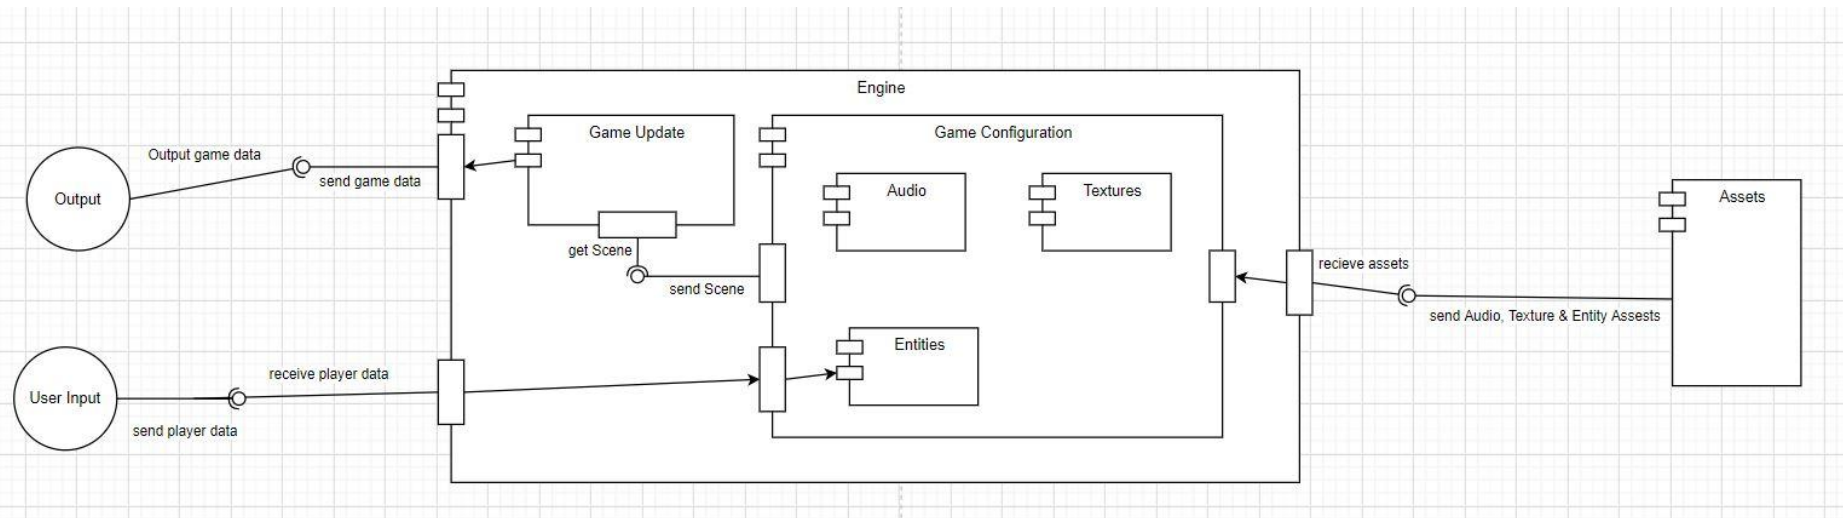 Engine
Game Update
Game Configuration
Output game data
send game data
Output
Audio
Textures
Assets
get Scene
send Scene
recieve assets
send Audio, Texture & Entity Assests
Entities
receive player data
User Input
send player data